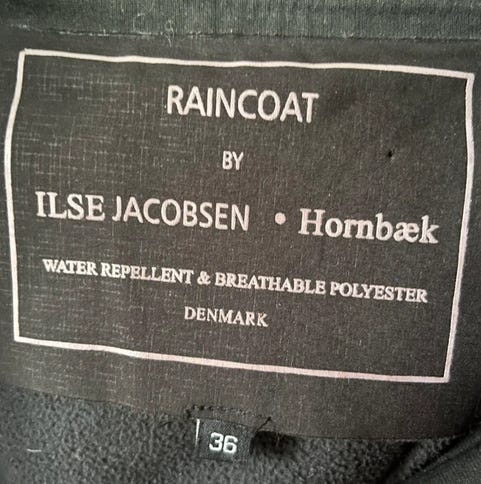 RAINCOAT
BY
ILSE JACOBSEN • Hornbæk
WATER REPELLENT & BREATHABLE POLYESTER
DENMARK
36